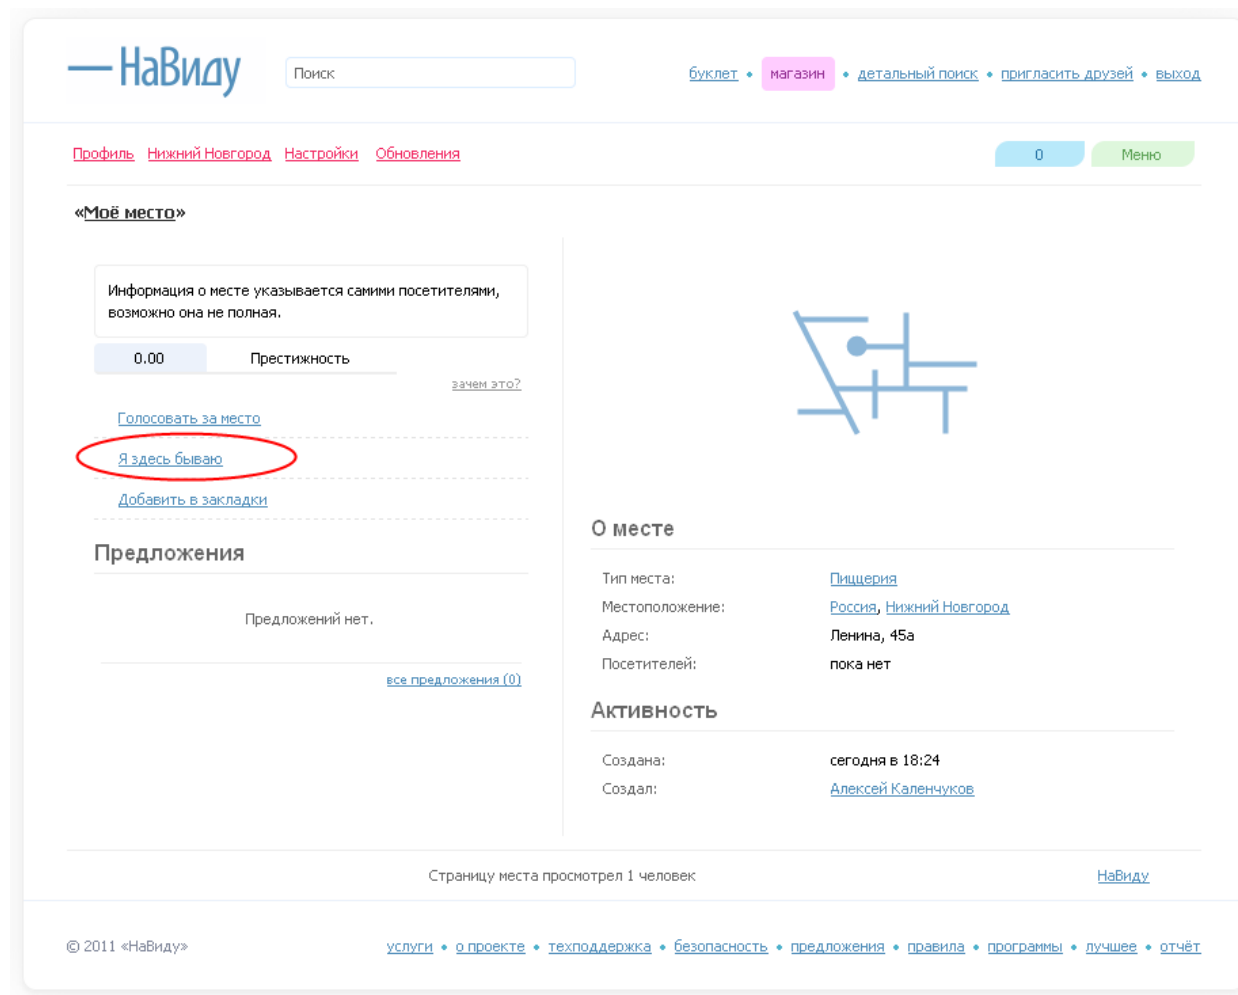 НаВиду
Поиск
буклет • магазин • детальный поиск • пригласить друзей • выход
Профиль Нижний Новгород Настройки Обновления
0 Меню
«Моё место»
Информация о месте указывается самими посетителями,
возможно она не полная.
0.00 Престижность
зачем это?
Голосовать за место
Я здесь бываю
Добавить в закладки
Предложения
Предложений нет.
все предложения (0)
О месте
Тип места: Пиццерия
Местоположение: Россия, Нижний Новгород
Адрес: Ленина, 45а
Посетителей: пока нет
Активность
Создана: сегодня в 18:24
Создал: Алексей Каленчуков
Страницу места просмотрел 1 человек
НаВиду
© 2011 «НаВиду»
услуги • о проекте • техподдержка • безопасность • предложения • правила • программы • лучшее • отчёт